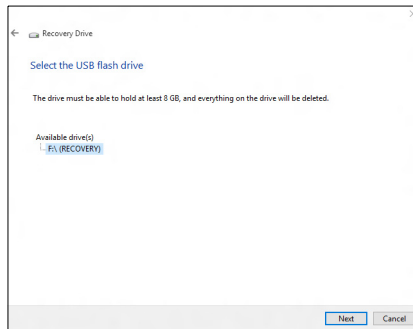 Recovery Drive
Select the USB flash drive
The drive must be able to hold at least 8 GB, and everything on the drive will be deleted.
Available drive(s)
F:\ (RECOVERY)
Next Cancel